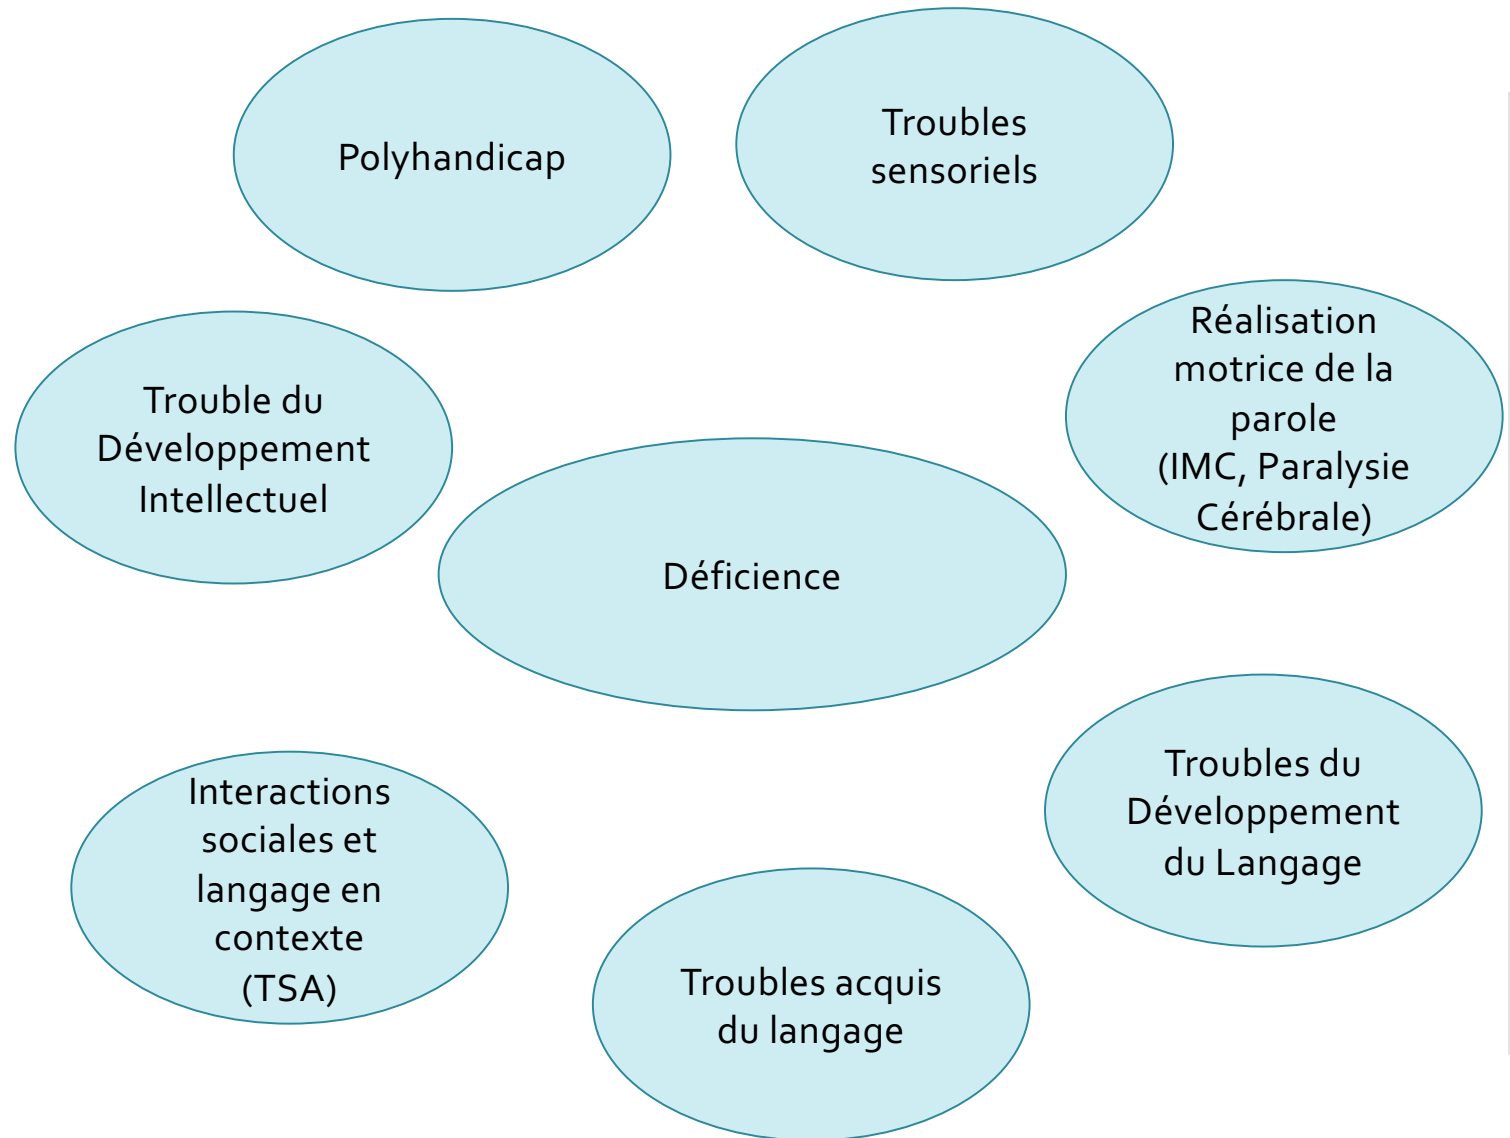 Polyhandicap
Troubles
sensoriels
Réalisation
motrice de la
parole
(IMC, Paralysie
Cérébrale)
Trouble du
Développement
Intellectuel
Déficience
Troubles du
Développement
du Langage
Interactions
sociales et
langage en
contexte
(TSA)
Troubles acquis
du langage